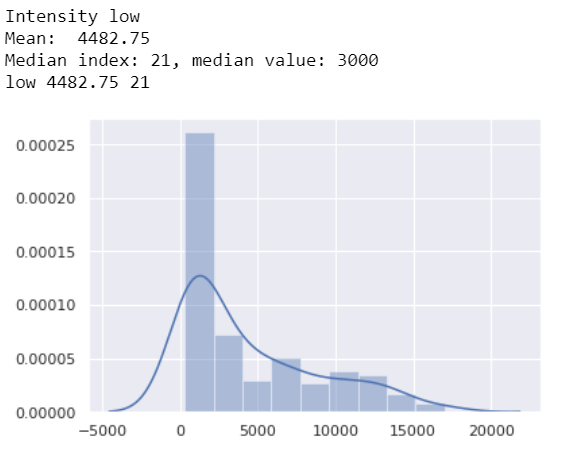 Intensity low
Mean:  4482.75
Median index: 21, median value: 3000
low 4482.75 21
0.00025
0.00020
0.00015
0.00010
0.00005
0.00000
−5000 0 5000 10000 15000 20000